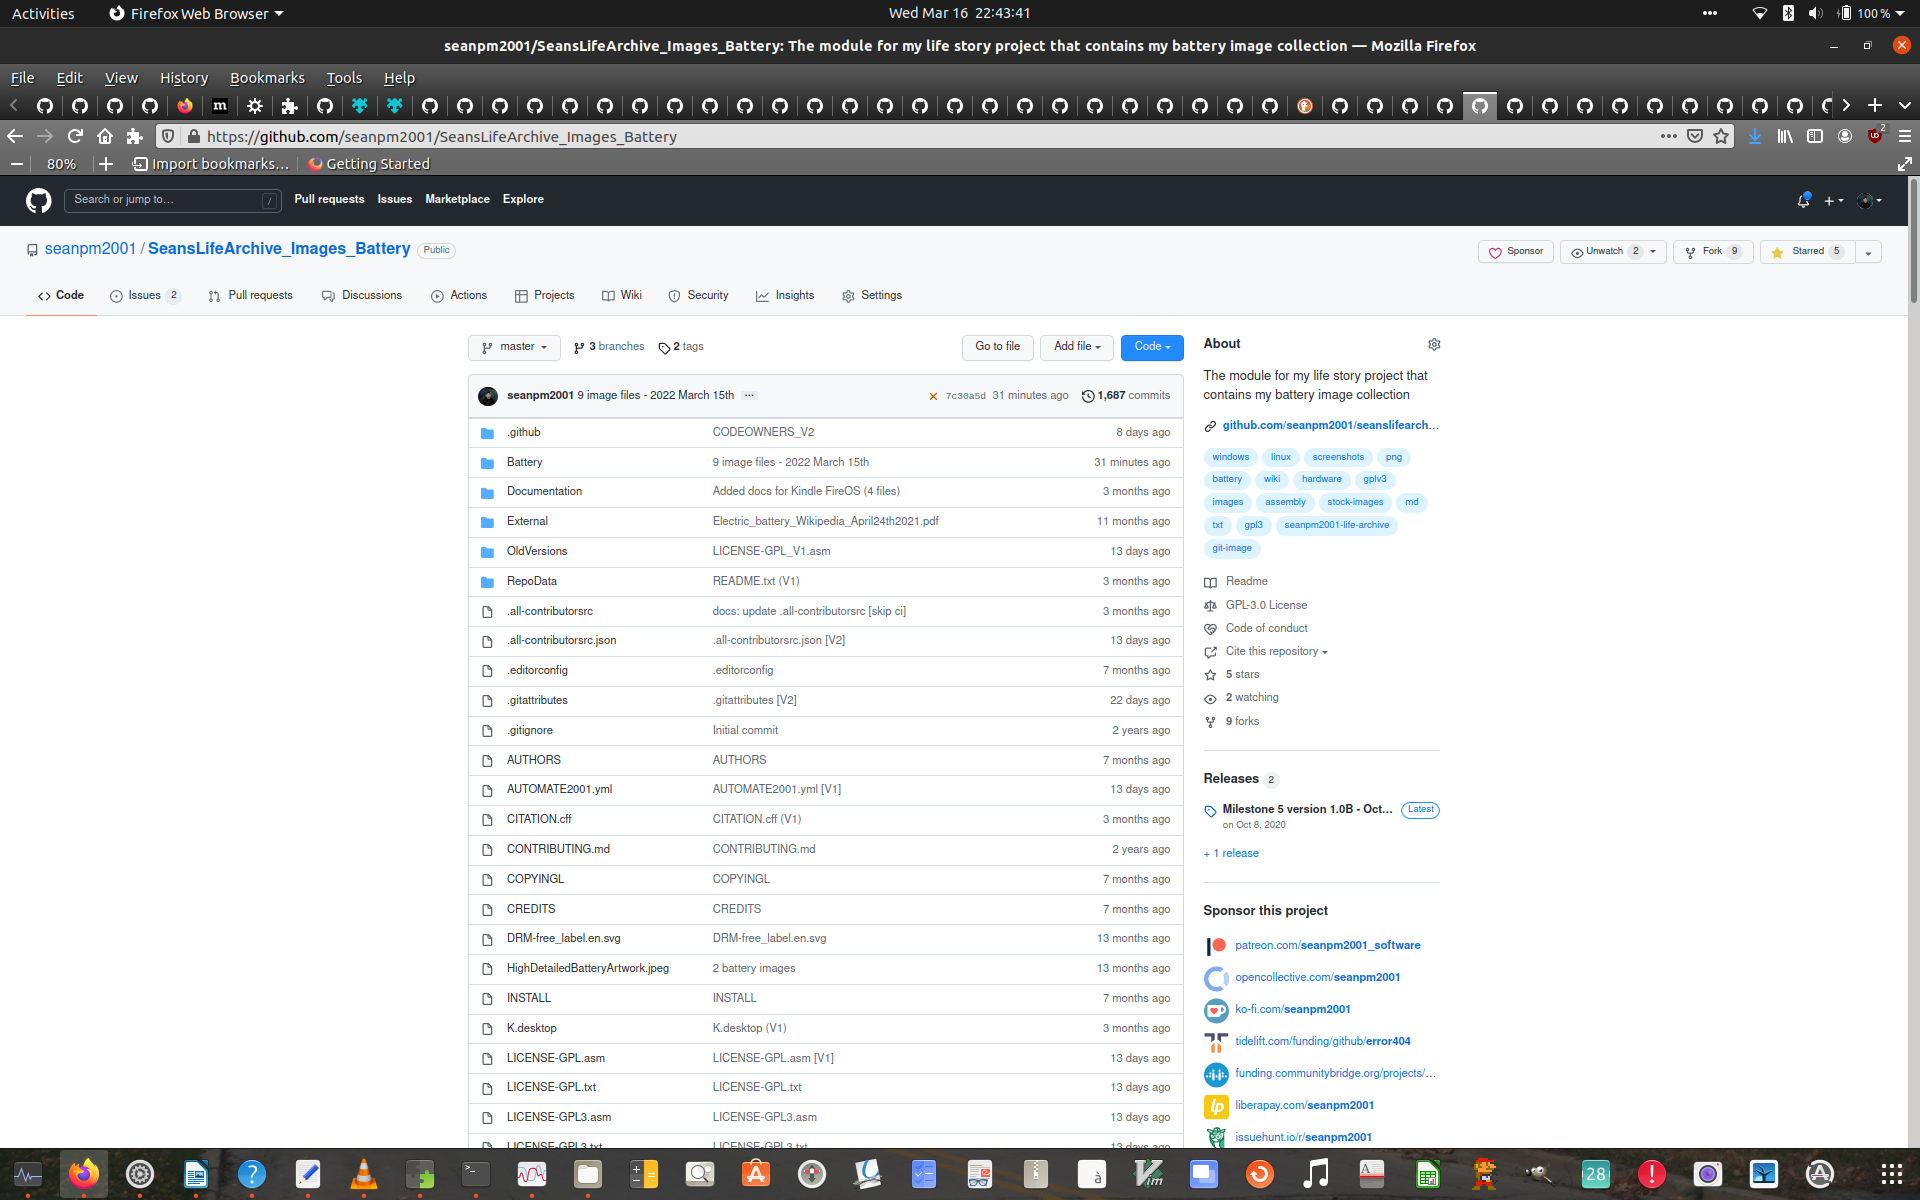 Activities Firefox Web Browser Wed Mar 16 22:43:41 100 %
seanpm2001/SeansLifeArchive_Images_Battery: The module for my life story project that contains my battery image collection — Mozilla Firefox
File Edit View History Bookmarks Tools Help
https://github.com/seanpm2001/SeansLifeArchive_Images_Battery 2
80% Import bookmarks… Getting Started
Search or jump to… / Pull requests Issues Marketplace Explore
seanpm2001 / SeansLifeArchive_Images_Battery Public Sponsor Unwatch 2 Fork 9 Starred 5
Code Issues 2 Pull requests Discussions Actions Projects Wiki Security Insights Settings
master 3 branches 2 tags Go to file Add file Code
seanpm2001 9 image files - 2022 March 15th ... 7c30a5d 31 minutes ago 1,687 commits
.github CODEOWNERS_V2 8 days ago
Battery 9 image files - 2022 March 15th 31 minutes ago
Documentation Added docs for Kindle FireOS (4 files) 3 months ago
External Electric_battery_Wikipedia_April24th2021.pdf 11 months ago
OldVersions LICENSE-GPL_V1.asm 13 days ago
RepoData README.txt (V1) 3 months ago
.all-contributorsrc docs: update .all-contributorsrc [skip ci] 3 months ago
.all-contributorsrc.json .all-contributorsrc.json [V2] 13 days ago
.editorconfig .editorconfig 7 months ago
.gitattributes .gitattributes [V2] 22 days ago
.gitignore Initial commit 2 years ago
AUTHORS AUTHORS 7 months ago
AUTOMATE2001.yml AUTOMATE2001.yml [V1] 13 days ago
CITATION.cff CITATION.cff (V1) 3 months ago
CONTRIBUTING.md CONTRIBUTING.md 2 years ago
COPYINGL COPYINGL 7 months ago
CREDITS CREDITS 7 months ago
DRM-free_label.en.svg DRM-free_label.en.svg 13 months ago
HighDetailedBatteryArtwork.jpeg 2 battery images 13 months ago
INSTALL INSTALL 7 months ago
K.desktop K.desktop (V1) 3 months ago
LICENSE-GPL.asm LICENSE-GPL.asm [V1] 13 days ago
LICENSE-GPL.txt LICENSE-GPL.txt 13 days ago
LICENSE-GPL3.asm LICENSE-GPL3.asm 13 days ago
LICENSE-GPL3.txt LICENSE-GPL3.txt 13 days ago
About
The module for my life story project that
contains my battery image collection
github.com/seanpm2001/seanslifearch...
windows linux screenshots png
battery wiki hardware gplv3
images assembly stock-images md
txt gpl3 seanpm2001-life-archive
git-image
Readme
GPL-3.0 License
Code of conduct
Cite this repository
5 stars
2 watching
9 forks
Releases 2
Milestone 5 version 1.0B - Oct... Latest
on Oct 8, 2020
+ 1 release
Sponsor this project
patreon.com/seanpm2001_software
opencollective.com/seanpm2001
ko-fi.com/seanpm2001
tidelift.com/funding/github/error404
funding.communitybridge.org/projects/...
liberapay.com/seanpm2001
issuehunt.io/r/seanpm2001
28